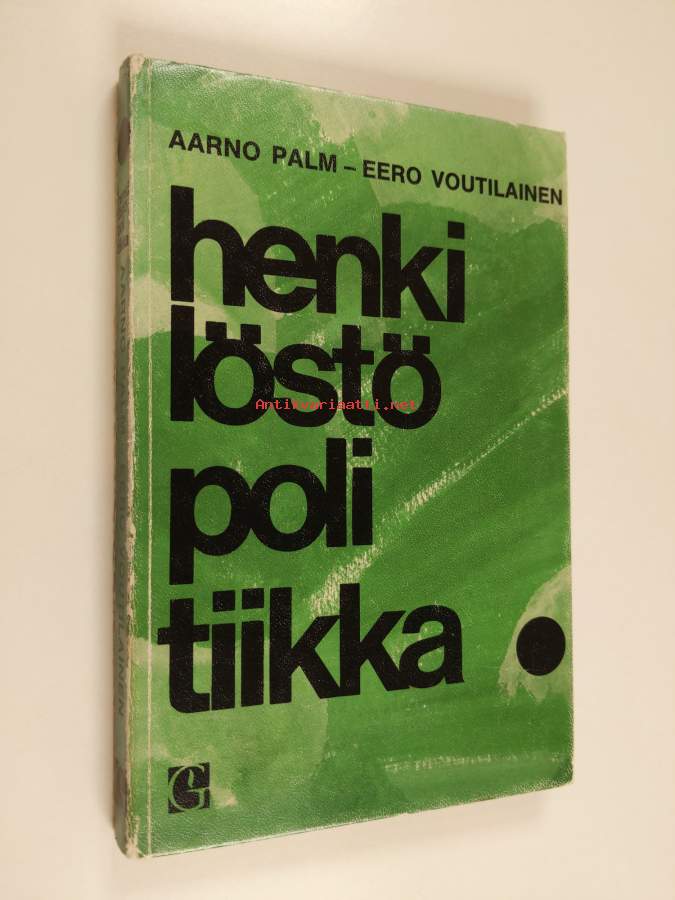 AARNO PALM – EERO VOUTILAINEN
henki
löstö
Antikvariaatti.net
poli
tiikka
G